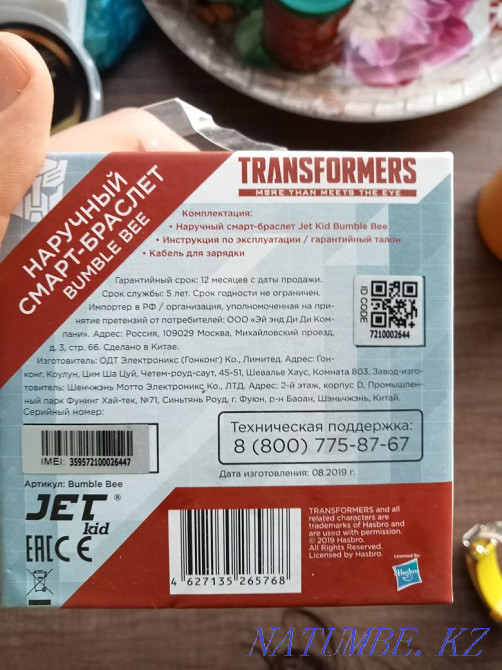 НАРУЧНЫЙ
СМАРТ-БРАСЛЕТ
BUMBLE BEE
TRANSFORMERS
MORE THAN MEETS THE EYE
Комплектация:
• Наручный смарт-браслет Jet Kid Bumble Bee
• Инструкция по эксплуатации / гарантийный талон
• Кабель для зарядки
Гарантийный срок: 12 месяцев с даты продажи.
Срок службы: 5 лет. Срок годности не ограничен.
Импортер в РФ / организация, уполномоченная на при-
нятие претензий от потребителей: ООО «Эй энд Ди Ди Ком-
пани». Адрес: Россия, 109029 Москва, Михайловский проезд,
д. 3, стр. 66. Сделано в Китае.
Изготовитель: ОДТ Электроникс (Гонконг) Ко., Лимитед. Адрес: Гон-
конг, Коулун, Цим Ша Цуй, Четем-роуд-саут, 45-51, Шевалье Хаус, Комната 803. Завод-изго-
товитель: Шенчжэнь Мотто Электроникс Ко., ЛТД. Адрес: 2-й этаж, корпус D, Промышлен-
ный парк Фунинг Хай-тек, №71, Синьтянь Роуд, г. Фуюн, р-н Баоан, Шэньчжэнь, Китай.
Серийный номер:
ID CODE:
7210002644
IMEI: 359572100026447
Техническая поддержка:
8 (800) 775-87-67
Дата изготовления: 08.2019 г.
Артикул: Bumble Bee
JET ®
kid
EAC CE
4 627135 265768
TRANSFORMERS and all
related characters are
trademarks of Hasbro and
are used with permission.
© 2019 Hasbro.
All Rights Reserved.
Licensed by Hasbro.
Licensed By:
Hasbro
NATUMBE.KZ